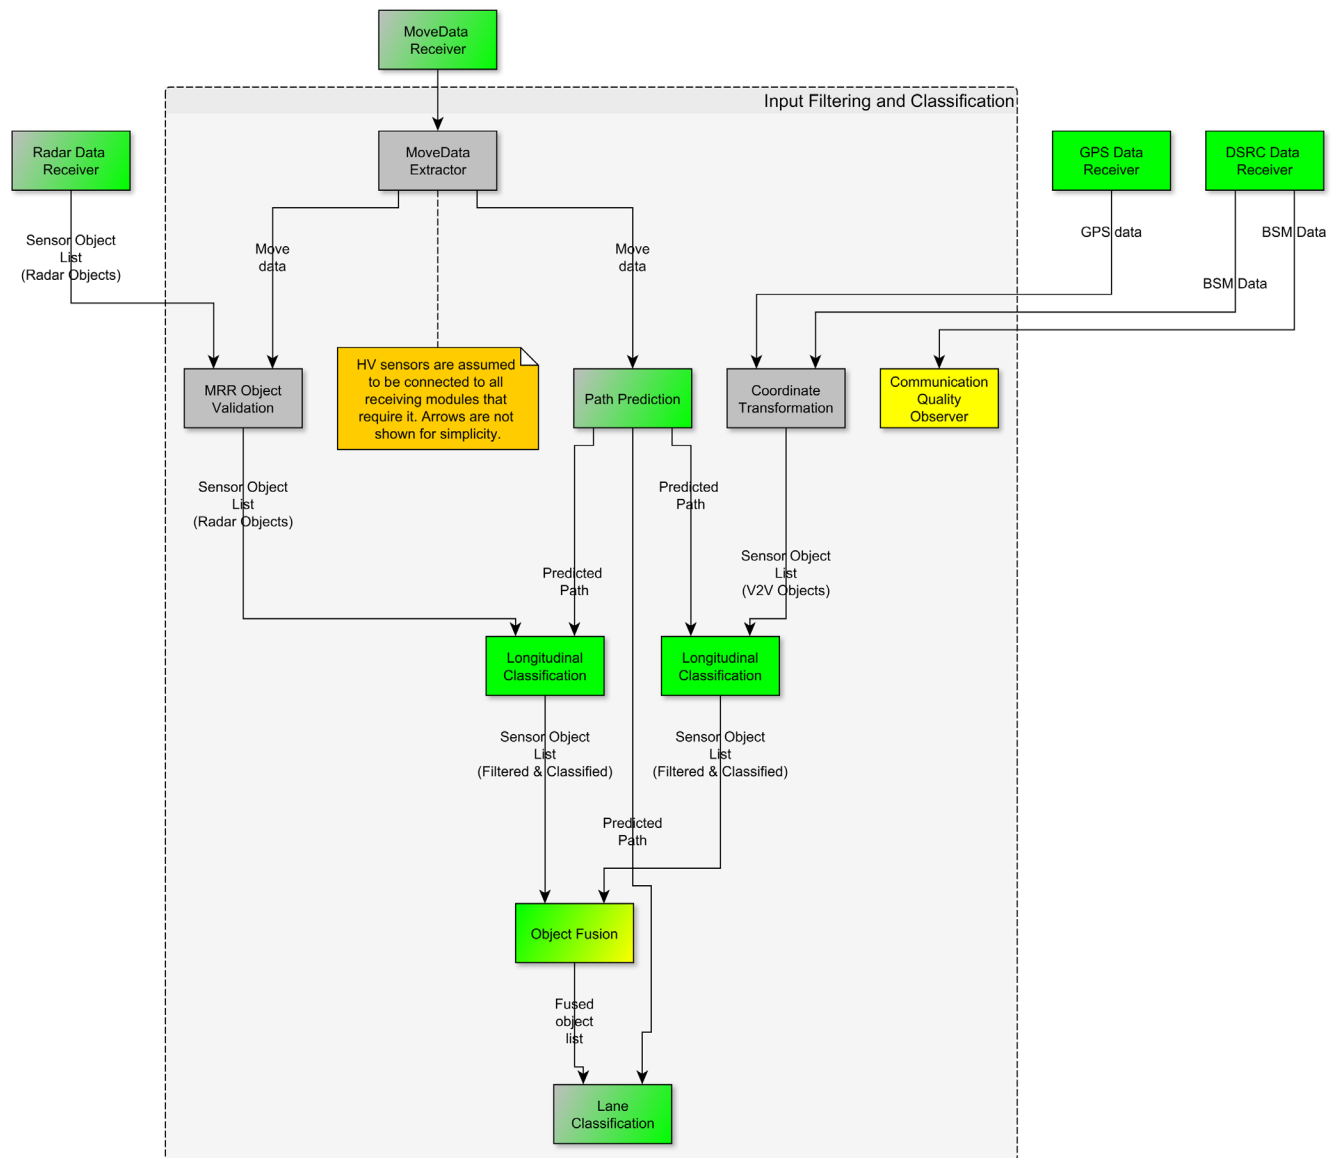 MoveData
Receiver
Input Filtering and Classification
Radar Data
Receiver
MoveData
Extractor
GPS Data
Receiver
DSRC Data
Receiver
Sensor Object
List
(Radar Objects)
Move
data
Move
data
GPS data
BSM Data
BSM Data
HV sensors are assumed
to be connected to all
receiving modules that
require it. Arrows are not
shown for simplicity.
MRR Object
Validation
Path Prediction
Coordinate
Transformation
Communication
Quality
Observer
Sensor Object
List
(Radar Objects)
Predicted
Path
Predicted
Path
Sensor Object
List
(V2V Objects)
Longitudinal
Classification
Longitudinal
Classification
Sensor Object
List
(Filtered & Classified)
Sensor Object
List
(Filtered & Classified)
Predicted
Path
Object Fusion
Fused
object
list
Lane
Classification